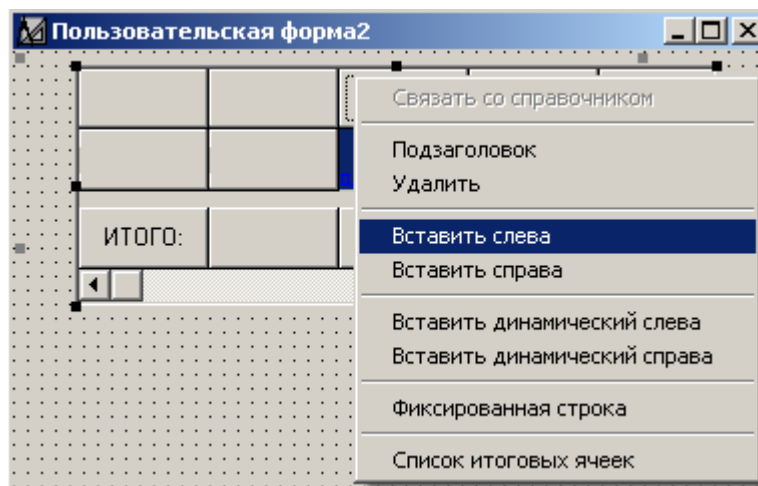 Пользовательская форма2
Связать со справочником
Подзаголовок
Удалить
Вставить слева
ИТОГО:
Вставить справа
Вставить динамический слева
Вставить динамический справа
Фиксированная строка
Список итоговых ячеек